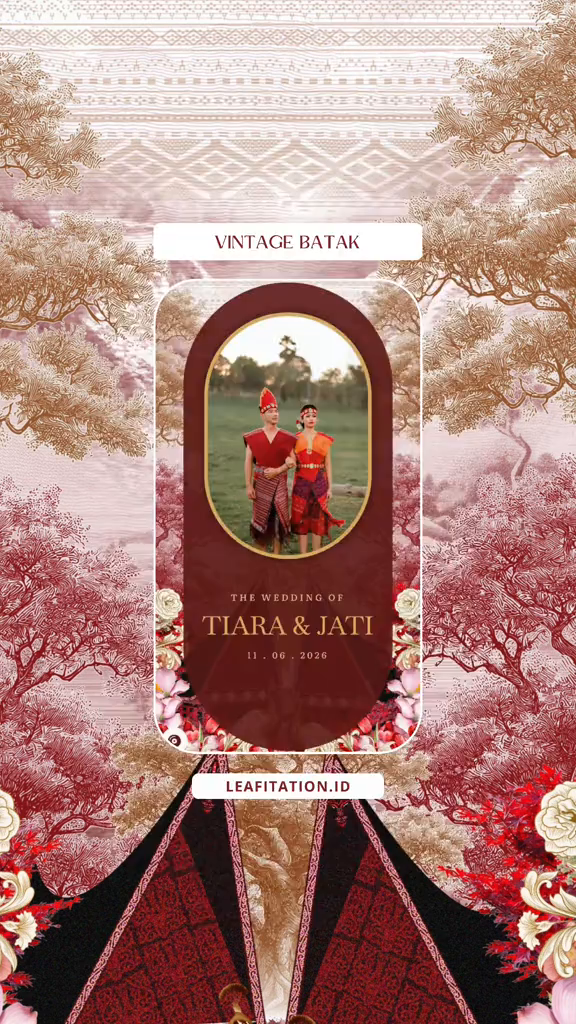 VINTAGE BATAK
THE WEDDING OF
TIARA & JATI
11 . 06 . 2026
LEAFITATION.ID